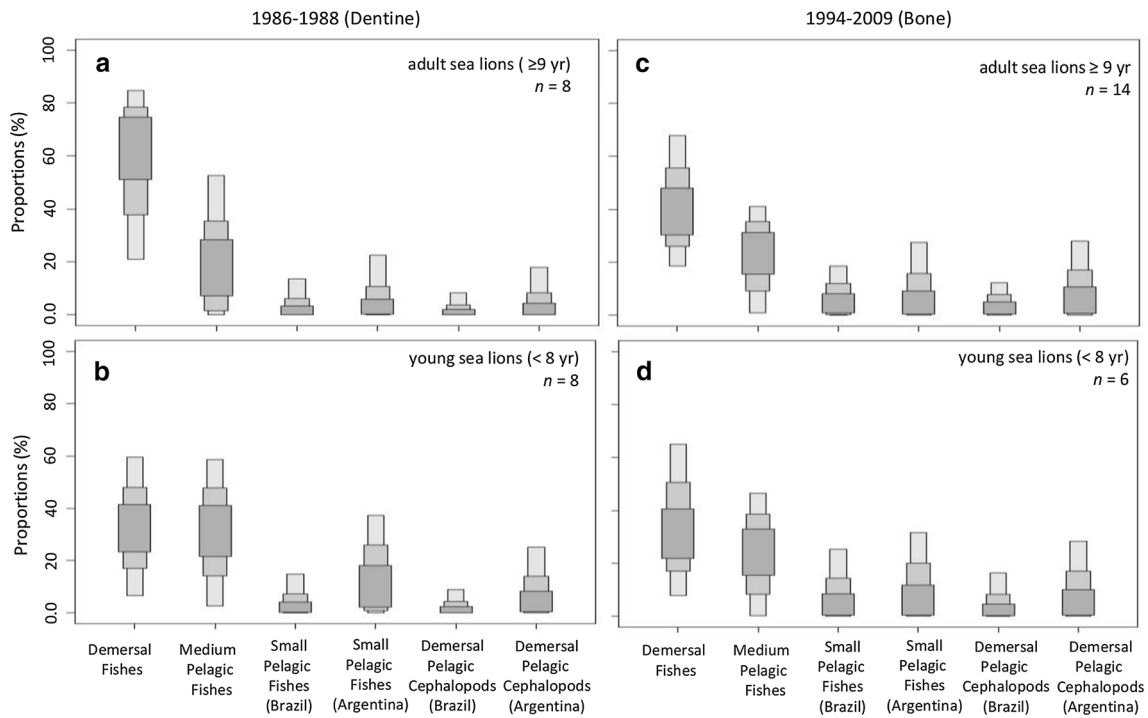 1986-1988 (Dentine)
1994-2009 (Bone)
Proportions (%)
100
80
60
40
20
0.0
a
adult sea lions ( ≥9 yr)
n = 8
c
adult sea lions ≥ 9 yr
n = 14
Proportions (%)
100
80
60
40
20
0.0
b
young sea lions (< 8 yr)
n = 8
d
young sea lions (< 8 yr)
n = 6
Demersal
Fishes
Medium
Pelagic
Fishes
Small
Pelagic
Fishes
(Brazil)
Small
Pelagic
Fishes
(Argentina)
Demersal
Pelagic
Cephalopods
(Brazil)
Demersal
Pelagic
Cephalopods
(Argentina)
Demersal
Fishes
Medium
Pelagic
Fishes
Small
Pelagic
Fishes
(Brazil)
Small
Pelagic
Fishes
(Argentina)
Demersal
Pelagic
Cephalopods
(Brazil)
Demersal
Pelagic
Cephalopods
(Argentina)